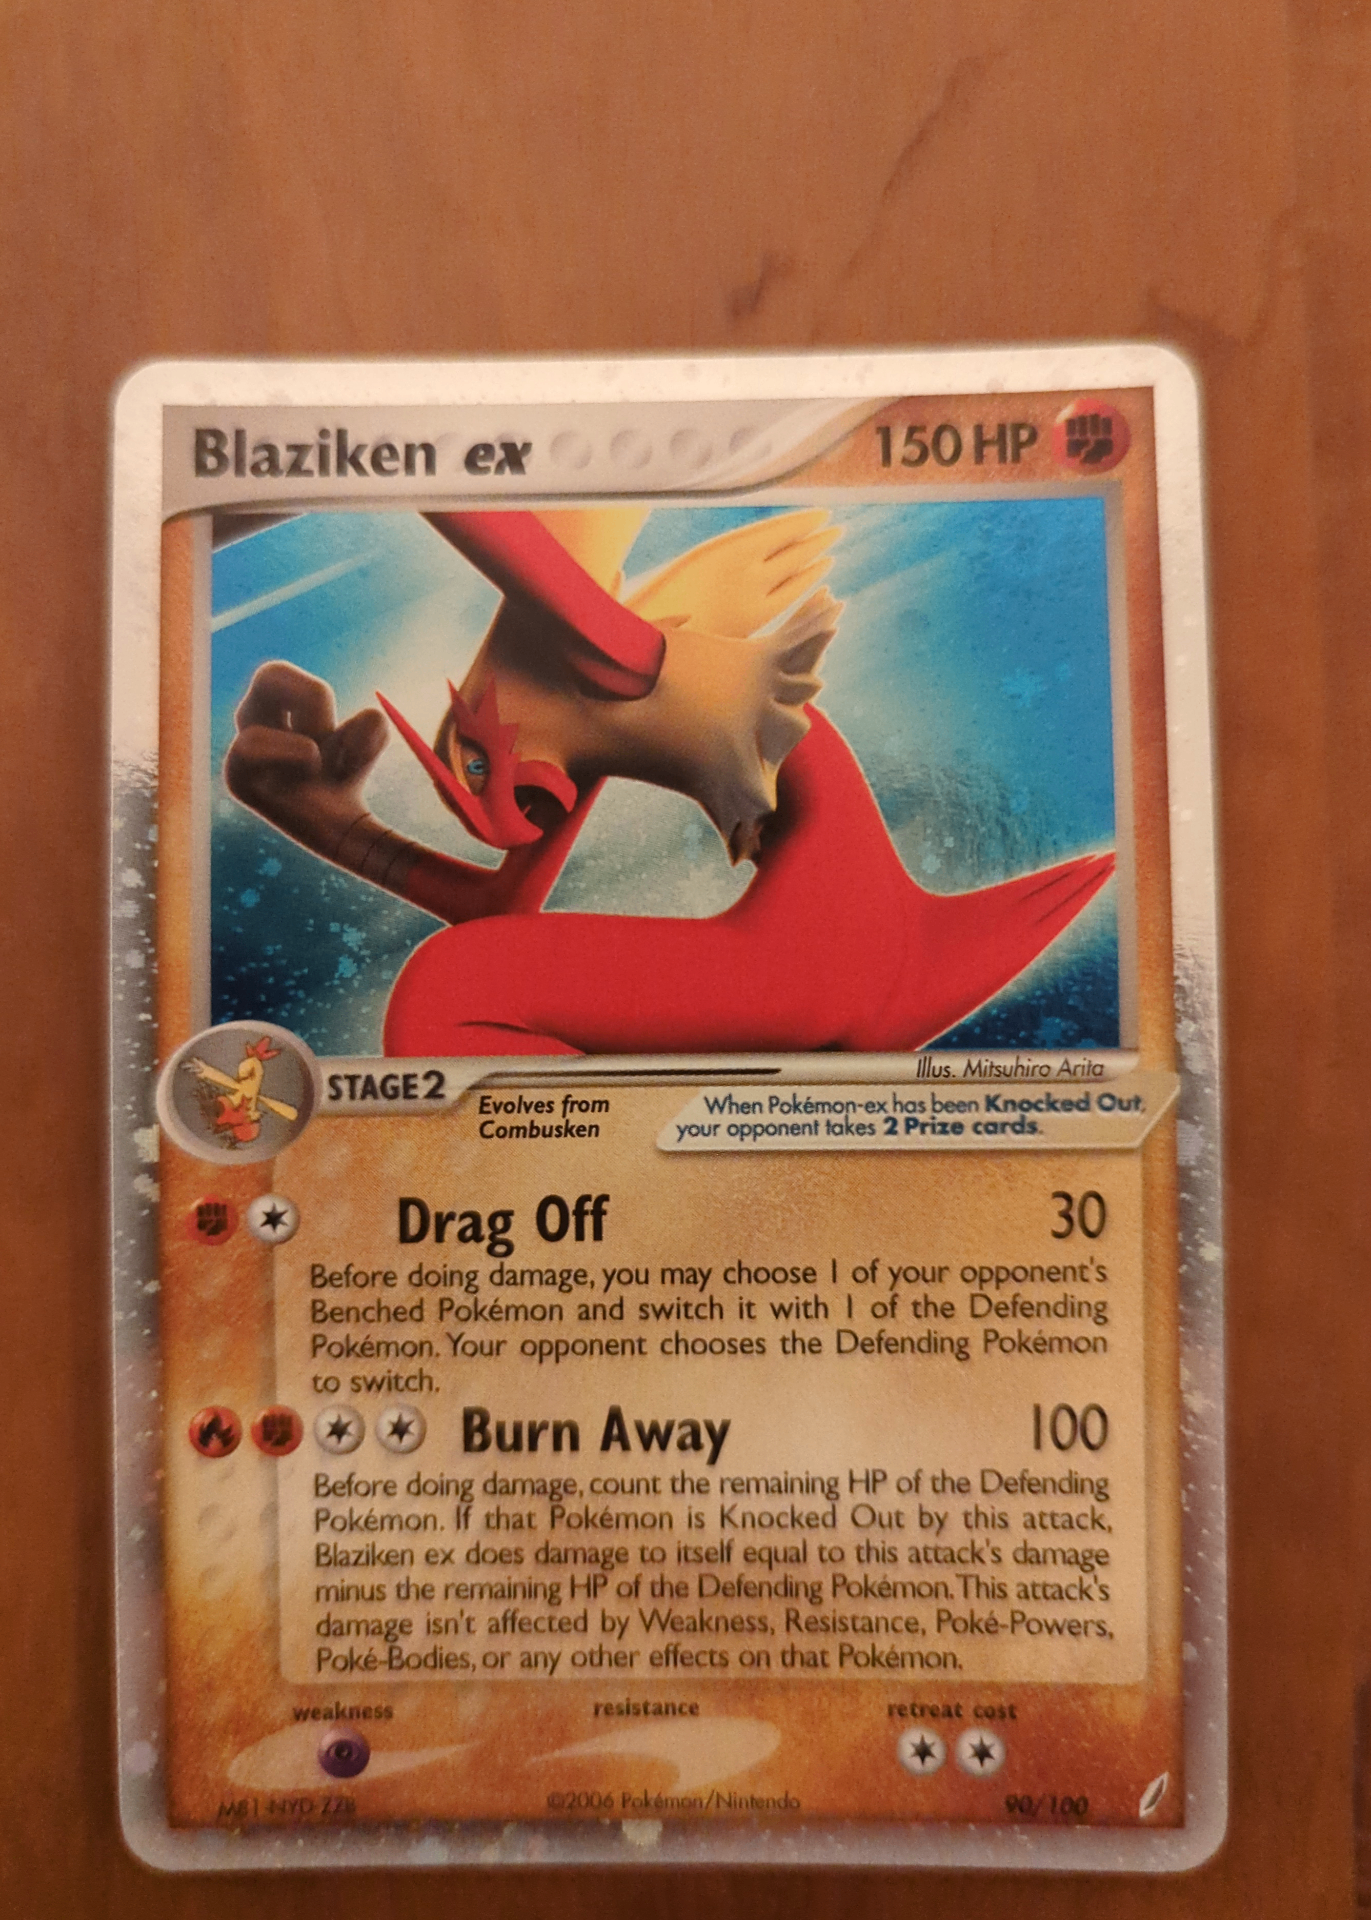 Blaziken ex 150 HP
STAGE2
Illus. Mitsuhiro Arita
Evolves from
Combusken
When Pokémon-ex has been Knocked Out,
your opponent takes 2 Prize cards.
Drag Off 30
Before doing damage, you may choose 1 of your opponent's
Benched Pokémon and switch it with 1 of the Defending
Pokémon. Your opponent chooses the Defending Pokémon
to switch.
Burn Away 100
Before doing damage, count the remaining HP of the Defending
Pokémon. If that Pokémon is Knocked Out by this attack,
Blaziken ex does damage to itself equal to this attack's damage
minus the remaining HP of the Defending Pokémon. This attack's
damage isn't affected by Weakness, Resistance, Poké-Powers,
Poké-Bodies, or any other effects on that Pokémon.
weakness resistance retreat cost
©2006 Pokémon/Nintendo 90/100